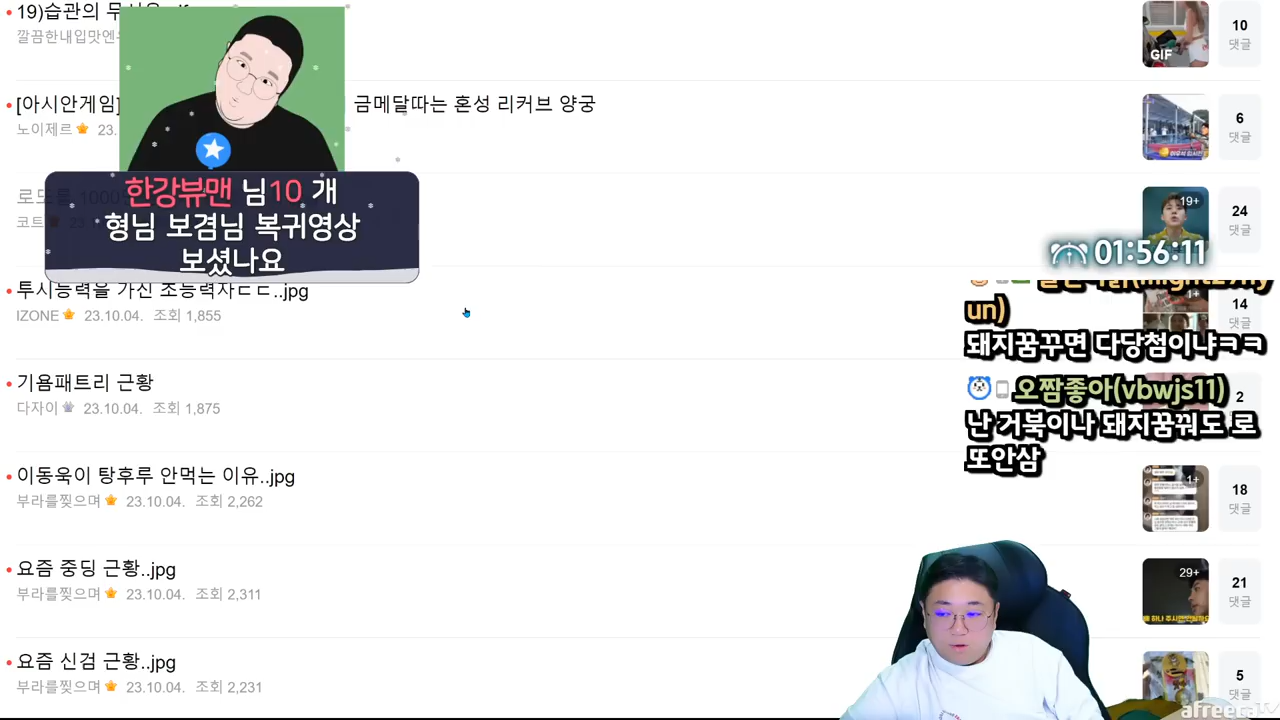 19)습관의
깔끔한내입맛엔
10
댓글
GIF
[아시안게임]
금메달따는 혼성 리커브 양궁
노이제르
23.
6
댓글
한강뷰맨 님10 개
형님 보겸님 복귀영상
보셨나요
코트
19+
24
댓글
01:56:11
투시능력을 가진 초능력자ㄷㄷ..jpg
IZONE 23.10.04. 조회 1,855
1+
14
댓글
un)
돼지꿈꾸면 다당첨이냐ㅋㅋ
기욤패트리 근황
다자이 23.10.04. 조회 1,875
2
오짬좋아(vbwjs11)
난 거북이나 돼지꿈꿔도 로
또안삼
이동욱이 탕후루 안먹는 이유..jpg
부라를찢으며 23.10.04. 조회 2,262
1+
18
댓글
요즘 중딩 근황..jpg
부라를찢으며 23.10.04. 조회 2,311
29+
21
댓글
요즘 신검 근황..jpg
부라를찢으며 23.10.04. 조회 2,231
5
댓글
afreecaTV